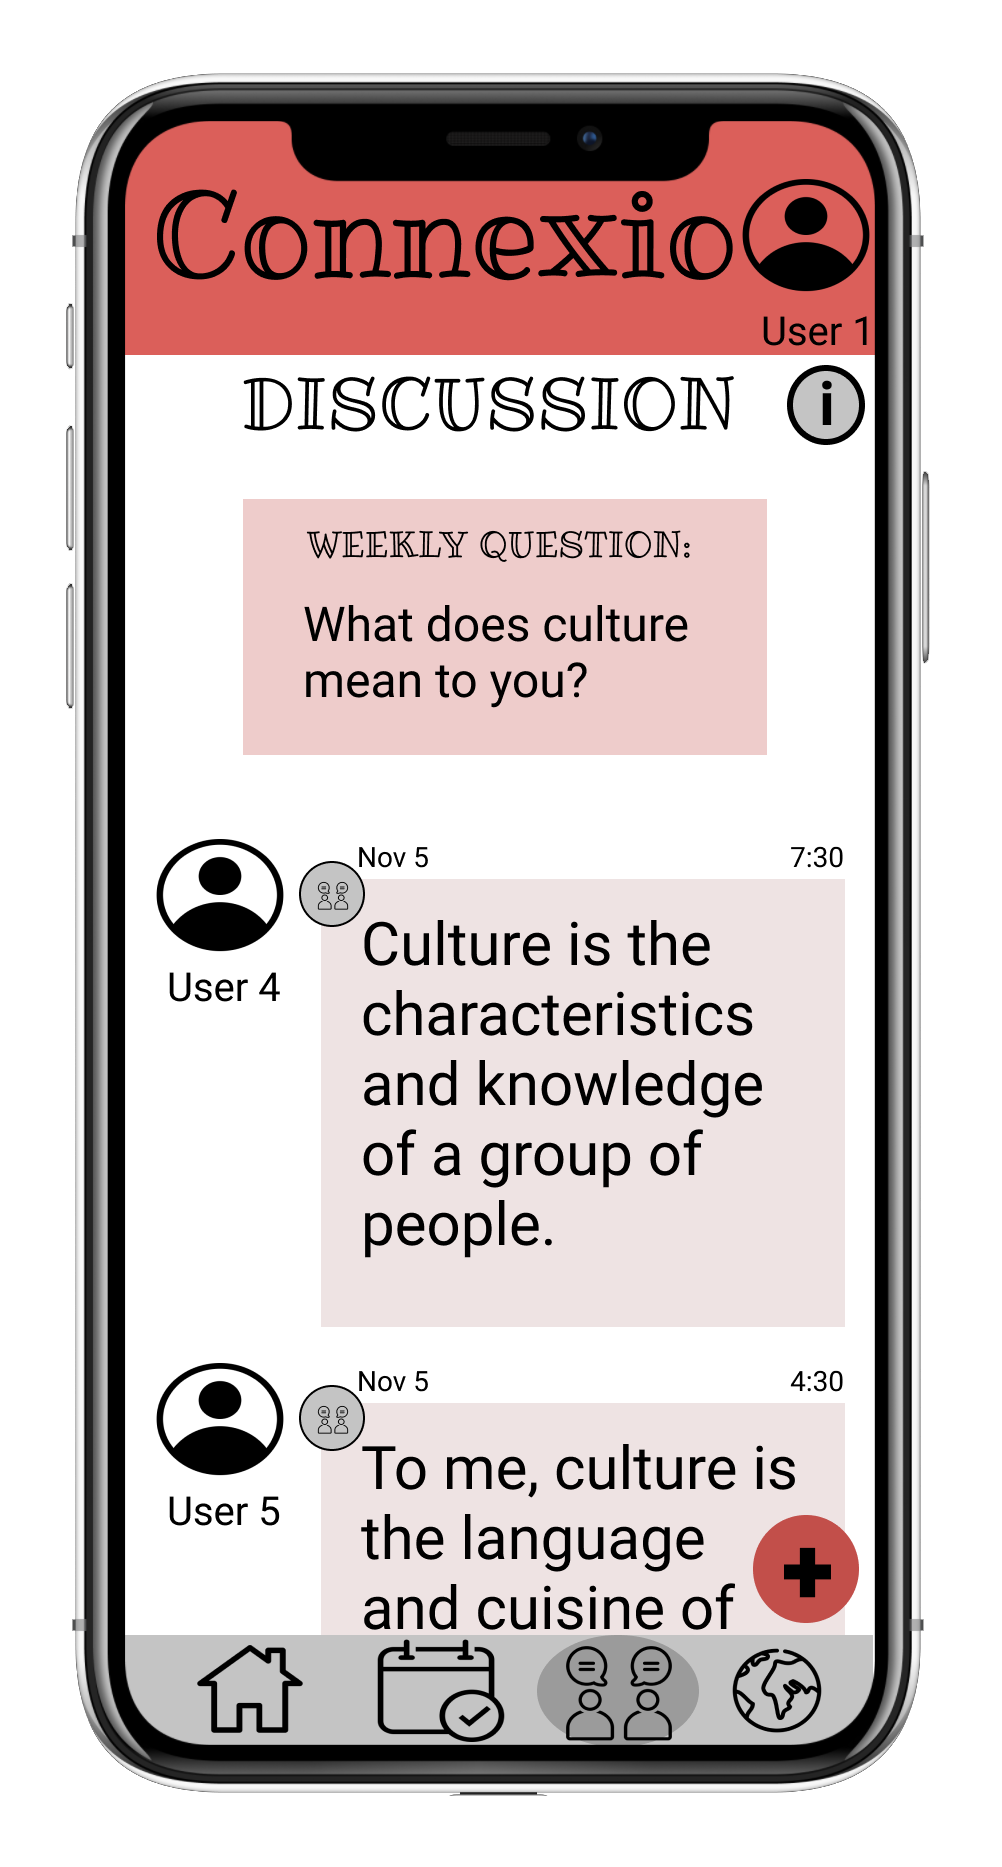 Connexio
User 1
DISCUSSION
i
WEEKLY QUESTION:
What does culture
mean to you?
Nov 5 7:30
User 4
Culture is the
characteristics
and knowledge
of a group of
people.
Nov 5 4:30
User 5
To me, culture is
the language
and cuisine of